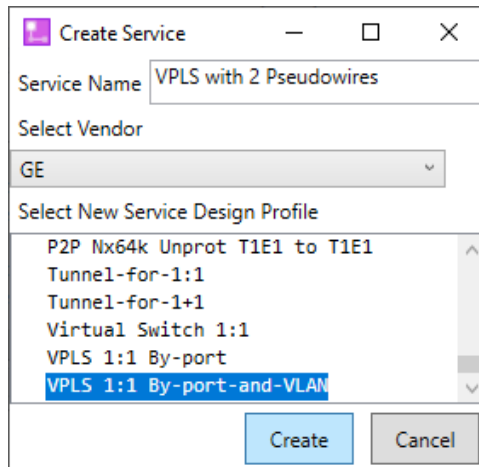 Create Service
Service Name VPLS with 2 Pseudowires
Select Vendor
GE
Select New Service Design Profile
P2P Nx64k Unprot T1E1 to T1E1
Tunnel-for-1:1
Tunnel-for-1+1
Virtual Switch 1:1
VPLS 1:1 By-port
VPLS 1:1 By-port-and-VLAN
Create Cancel